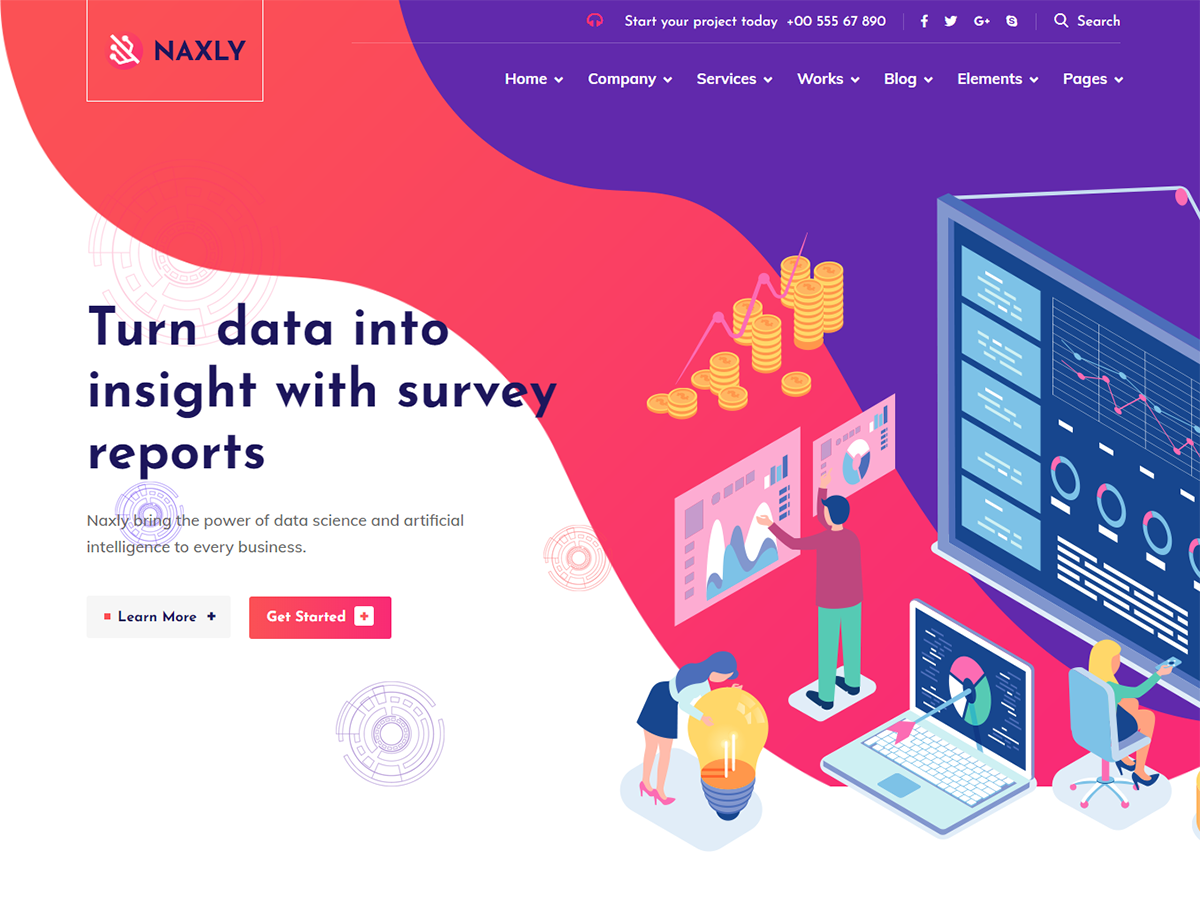 Start your project today +00 555 67 890
Search
NAXLY
Home Company Services Works Blog Elements Pages
Turn data into
insight with survey
reports
Naxly bring the power of data science and artificial
intelligence to every business.
Learn More
Get Started